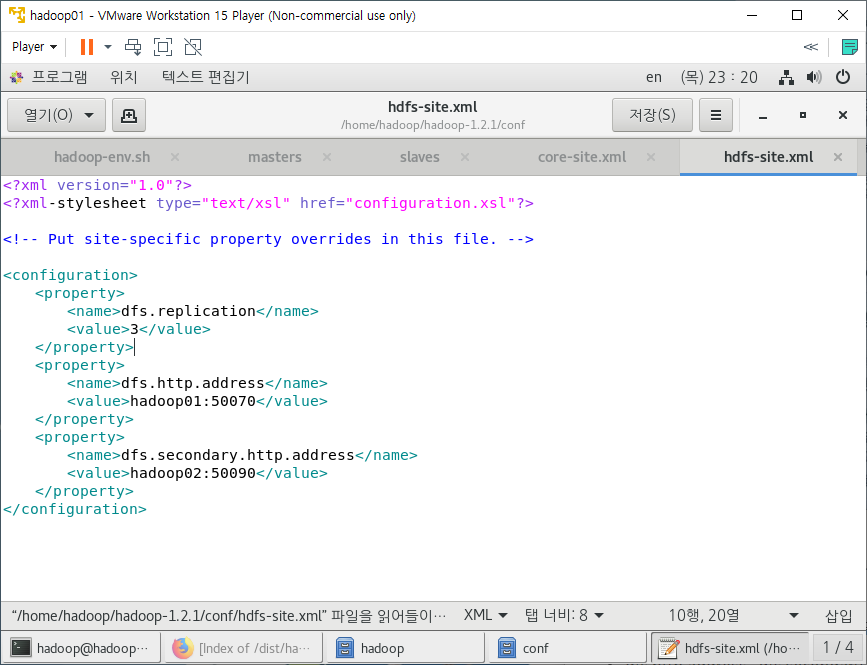 hadoop01 - VMware Workstation 15 Player (Non-commercial use only)
Player
프로그램 위치 텍스트 편집기 en (목) 23 : 20
열기(O) hdfs-site.xml 저장(S)
/home/hadoop/hadoop-1.2.1/conf
hadoop-env.sh masters slaves core-site.xml hdfs-site.xml
<?xml version="1.0"?>
<?xml-stylesheet type="text/xsl" href="configuration.xsl"?>
<!-- Put site-specific property overrides in this file. -->
<configuration>
<property>
<name>dfs.replication</name>
<value>3</value>
</property>
<property>
<name>dfs.http.address</name>
<value>hadoop01:50070</value>
</property>
<property>
<name>dfs.secondary.http.address</name>
<value>hadoop02:50090</value>
</property>
</configuration>
“/home/hadoop/hadoop-1.2.1/conf/hdfs-site.xml” 파일을 읽어들이… XML 탭 너비: 8 10행, 20열 삽입
hadoop@hadoop… [Index of /dist/ha… hadoop conf hdfs-site.xml (/ho… 1 / 4